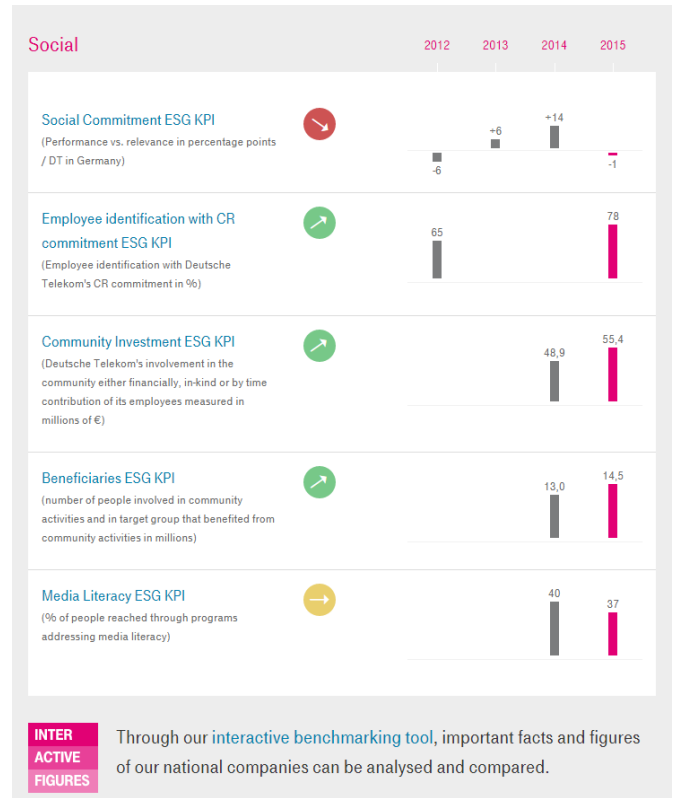 Social 2012 2013 2014 2015
Social Commitment ESG KPI
(Performance vs. relevance in percentage points
/ DT in Germany)
-6 +6 +14 -1
Employee identification with CR
commitment ESG KPI
(Employee identification with Deutsche
Telekom's CR commitment in %)
65 78
Community Investment ESG KPI
(Deutsche Telekom's involvement in the
community either financially, in-kind or by time
contribution of its employees measured in
millions of €)
48,9 55,4
Beneficiaries ESG KPI
(number of people involved in community
activities and in target group that benefited from
community activities in millions)
13,0 14,5
Media Literacy ESG KPI
(% of people reached through programs
addressing media literacy)
40 37
INTER
ACTIVE
FIGURES
Through our interactive benchmarking tool, important facts and figures
of our national companies can be analysed and compared.